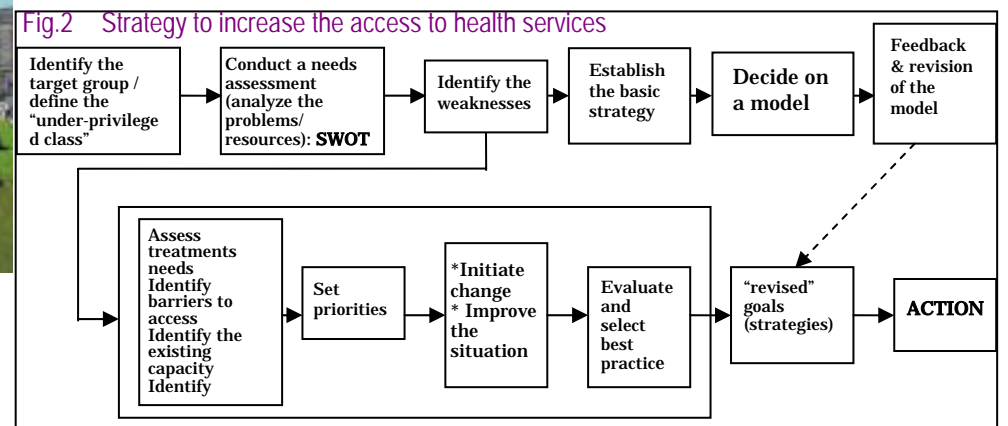 Fig.2 Strategy to increase the access to health services
Identify the
target group /
define the
“under-privilege
d class”
Conduct a needs
assessment
(analyze the
problems/
resources): SWOT
Identify the
weaknesses
Establish
the basic
strategy
Decide on
a model
Feedback
& revision
of the
model
Assess
treatments
needs
Identify
barriers to
access
Identify the
existing
capacity
Identify
Set
priorities
*Initiate
change
* Improve
the
situation
Evaluate
and
select
best
practice
“revised”
goals
(strategies)
ACTION